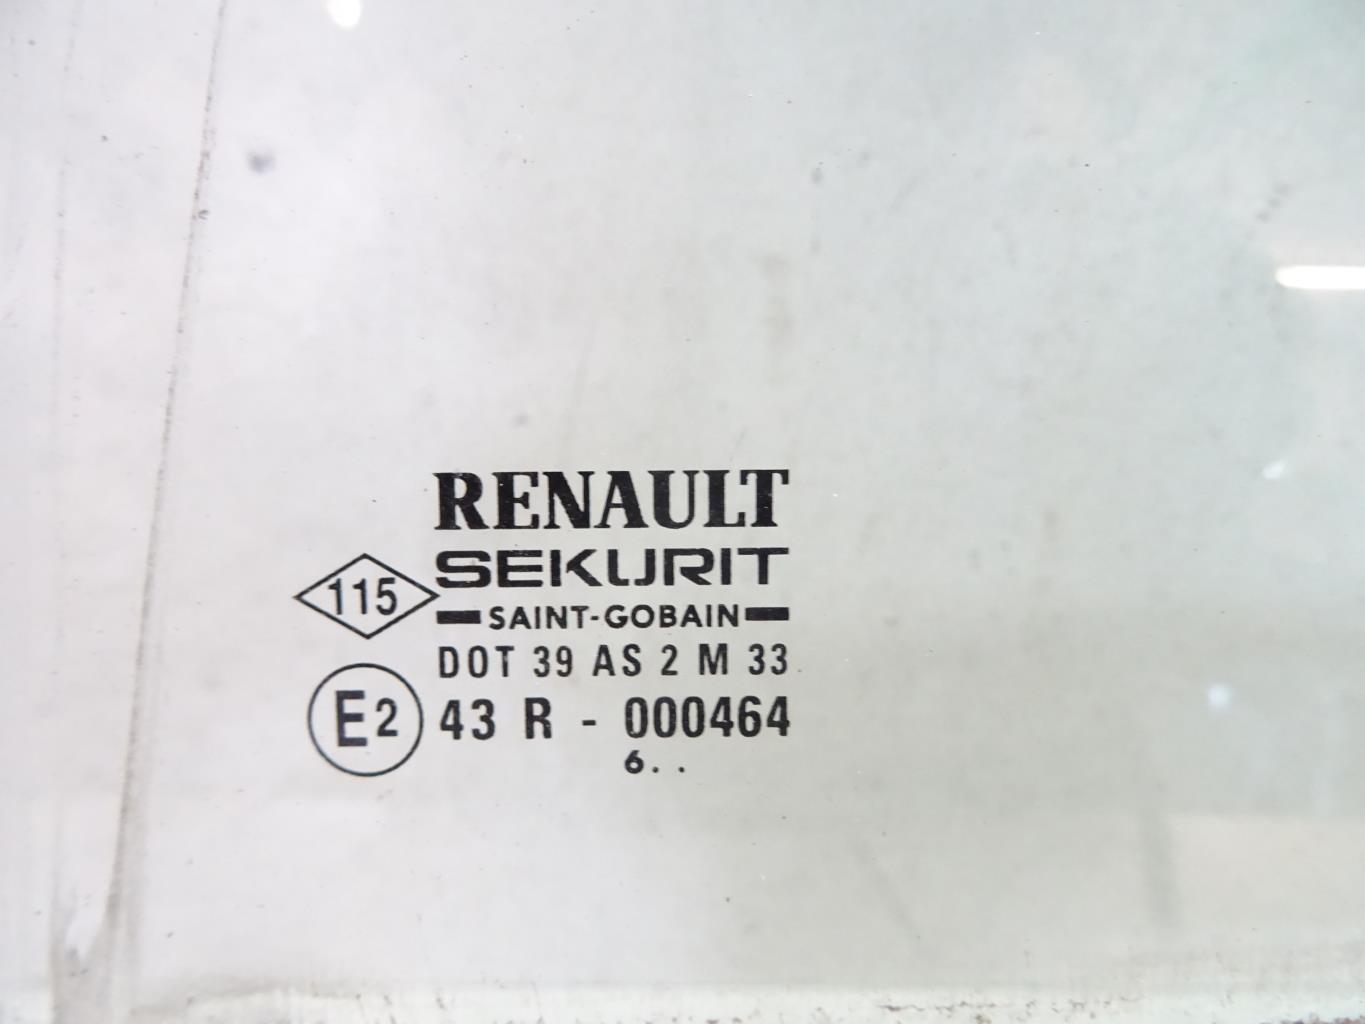 RENAULT
SEKURIT
115
SAINT-GOBAIN
DOT 39 AS 2 M 33
E2 43 R - 000464
6. .